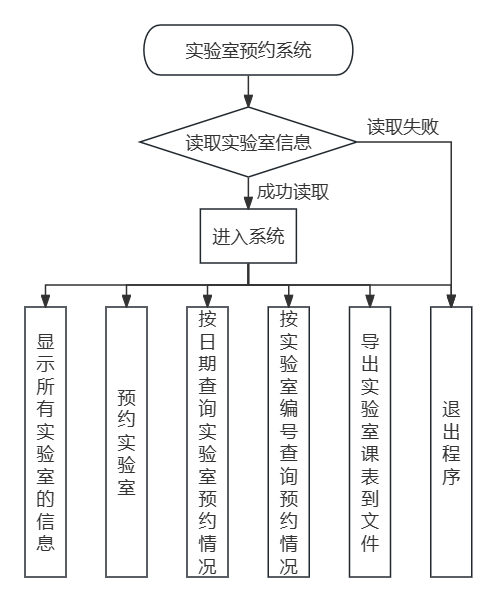 实验室预约系统
读取实验室信息
读取失败
成功读取
进入系统
显示所有实验室的信息
预约实验室
按日期查询实验室预约情况
按实验室编号查询预约情况
导出实验室课表到文件
退出程序